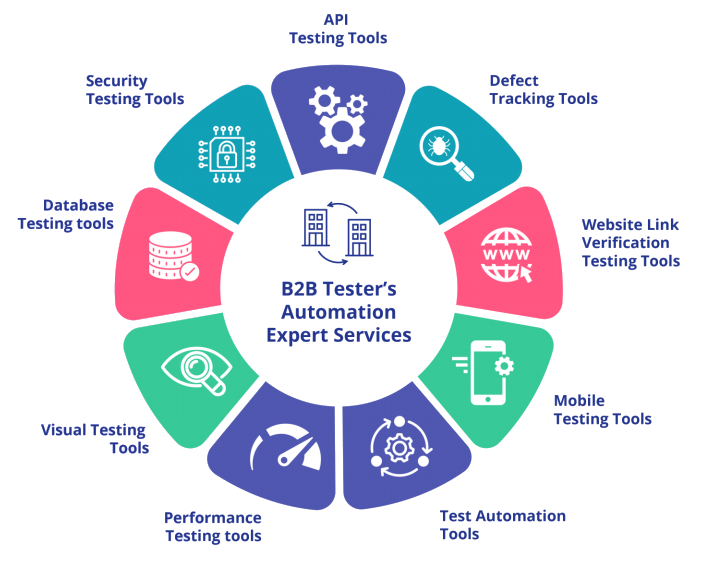 API
Testing Tools
Security
Testing Tools
Defect
Tracking Tools
Database
Testing tools
Website Link
Verification
Testing Tools
WWW
B2B Tester's
Automation
Expert Services
Visual Testing
Tools
Mobile
Testing Tools
Performance
Testing tools
Test Automation
Tools